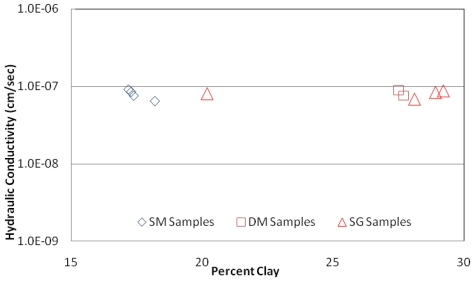 1.0E-06
1.0E-07
1.0E-08
1.0E-09
Hydraulic Conductivity (cm/sec)
SM Samples DM Samples SG Samples
15 20 25 30
Percent Clay